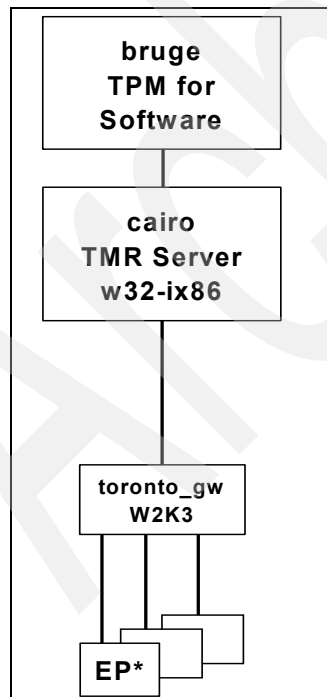 bruge
TPM for
Software
cairo
TMR Server
w32-ix86
toronto_gw
W2K3
EP*